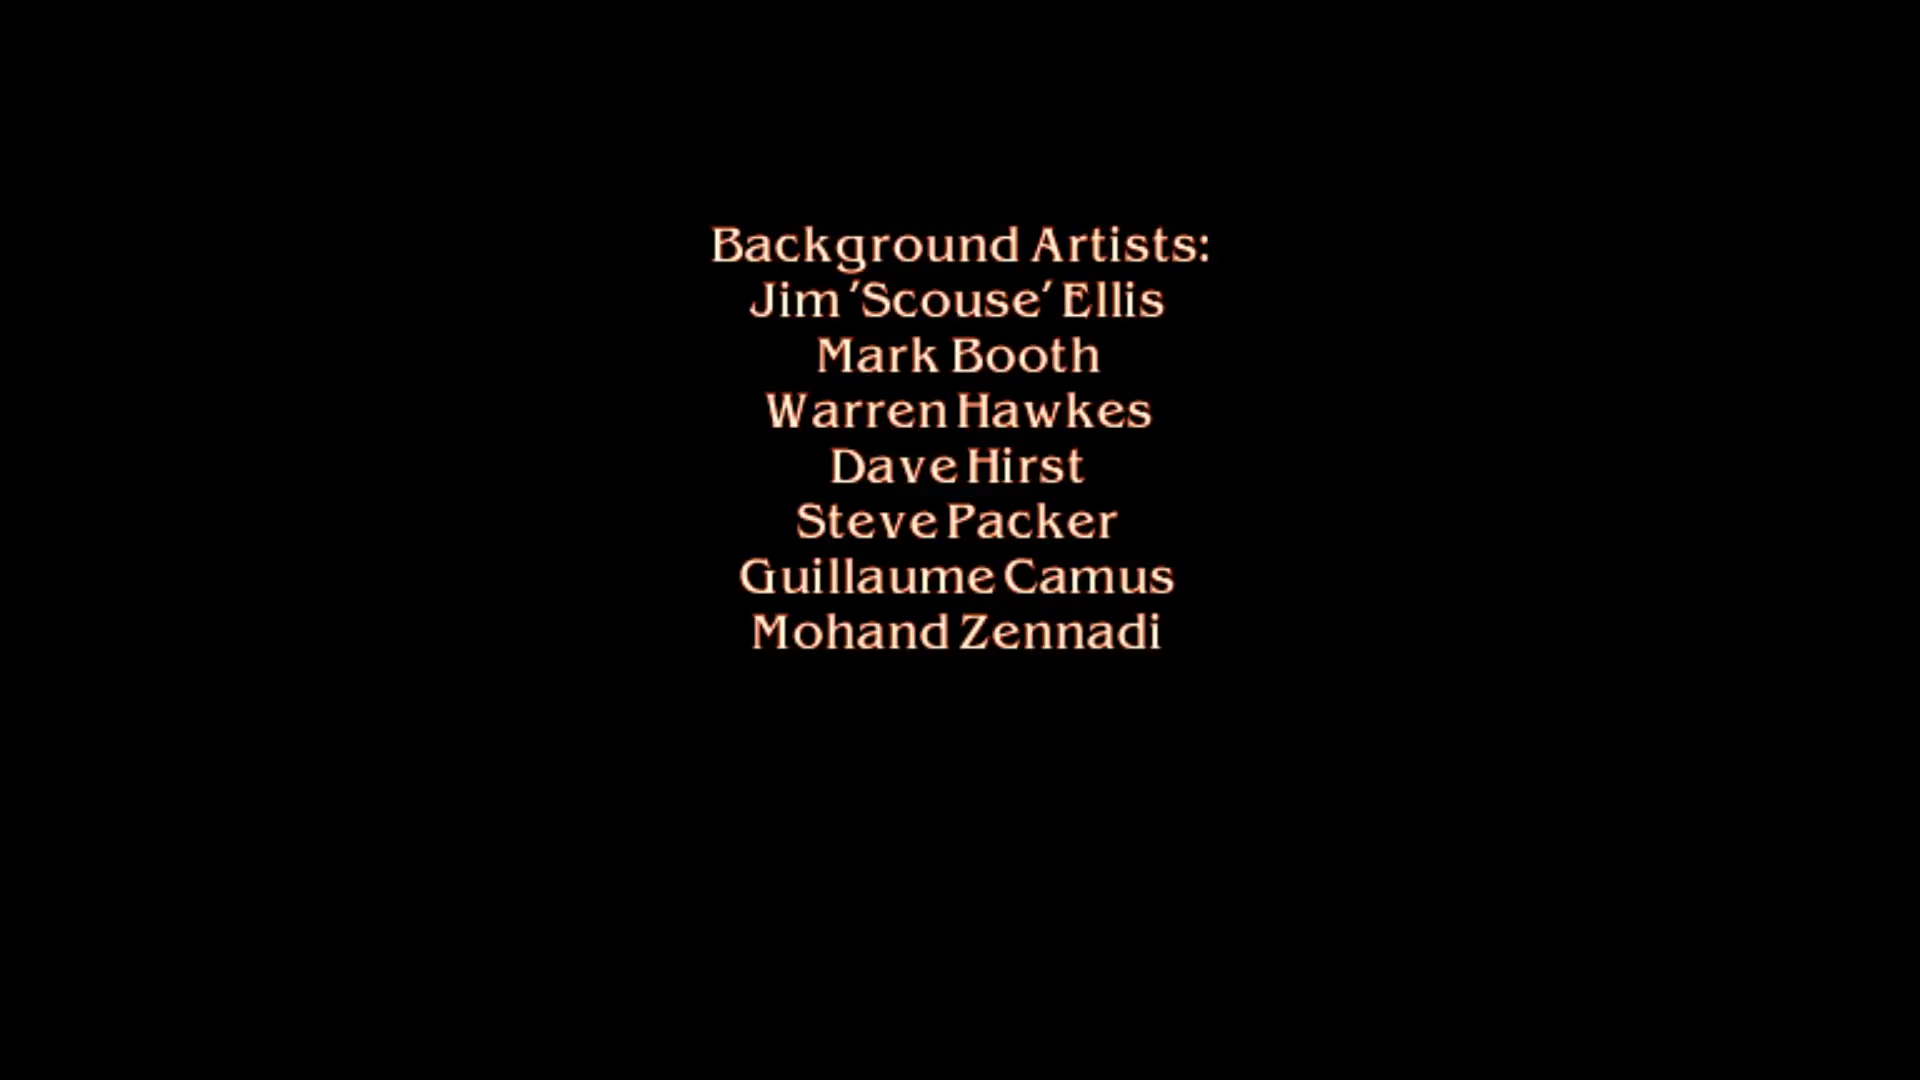 Background Artists:
Jim 'Scouse' Ellis
Mark Booth
Warren Hawkes
Dave Hirst
Steve Packer
Guillaume Camus
Mohand Zennadi